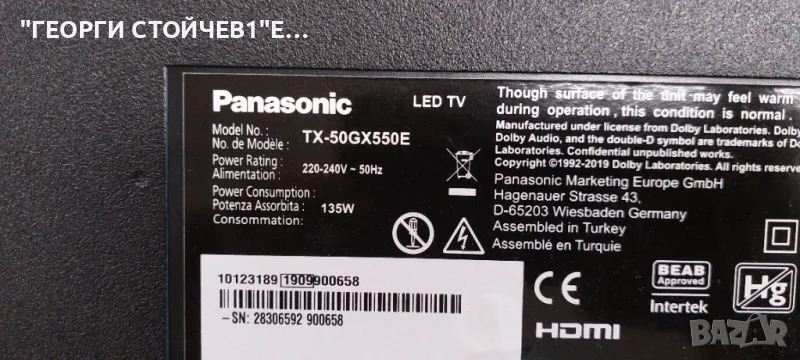 "ГЕОРГИ СТОЙЧЕВ1"Е...
Panasonic LED TV
Model No. :
No. de Modèle : TX-50GX550E
Power Rating :
Alimentation : 220-240V ~ 50Hz
Power Consumption :
Potenza Assorbita : 135W
Consommation:
Though surface of the unit may feel warm
during operation , this condition is normal.
Manufactured under license from Dolby Laboratories. Dolby
Dolby Audio, and the double-D symbol are trademarks of Do
Laboratories. Confidential unpublished works.
Copyright ©1992-2019 Dolby Laboratories. All rights reserved
Panasonic Marketing Europe GmbH
Hagenauer Strasse 43,
D-65203 Wiesbaden Germany
Assembled in Turkey
Assemblé en Turquie
10123189 1909900658
-SN: 28306592 900658
CE
HDMI
BEAB
Approved
Intertek
Hg
BAZAR